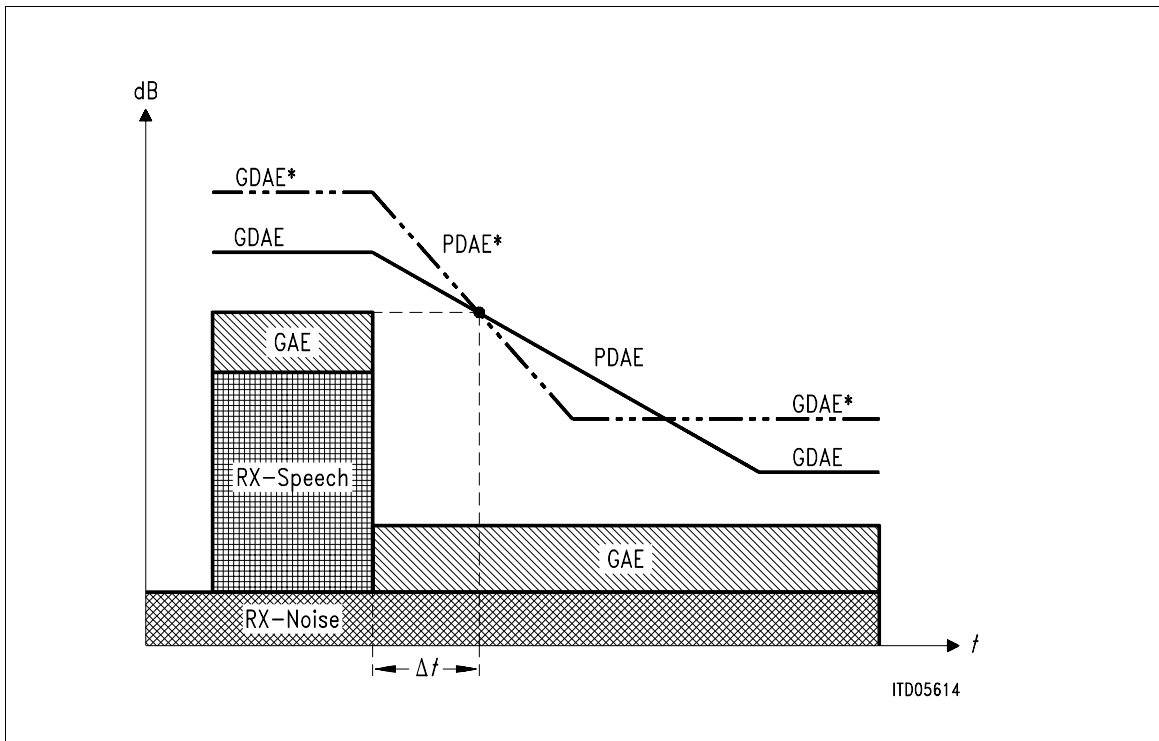 dB
GDAE*
GDAE
PDAE*
GAE
PDAE
GDAE*
RX-Speech
GDAE
GAE
RX-Noise
Δt
t
ITD05614